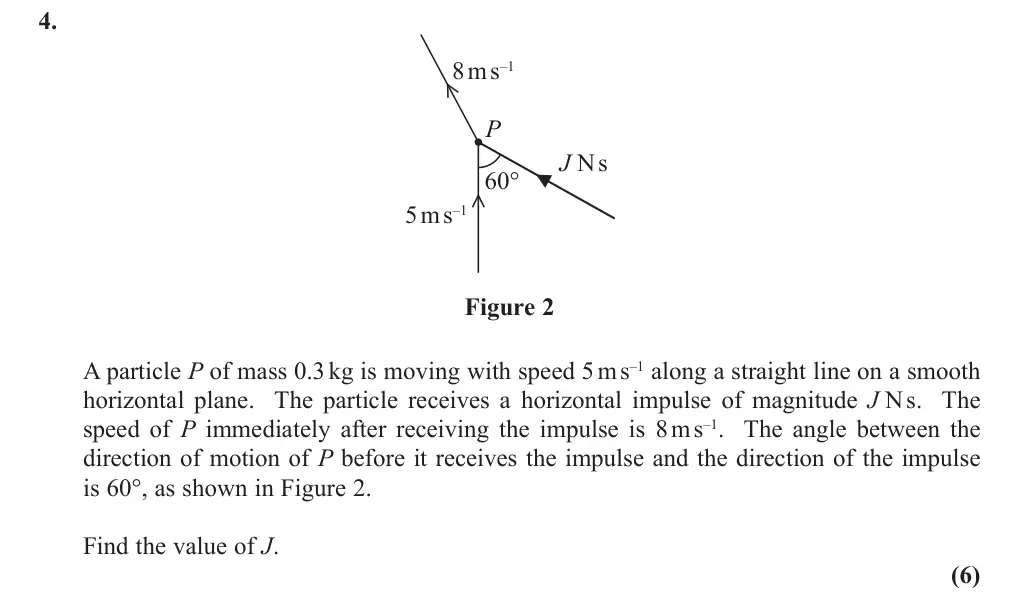 4.
8 m s⁻¹
P
J N s
60°
5 m s⁻¹
Figure 2
A particle P of mass 0.3 kg is moving with speed 5 m s⁻¹ along a straight line on a smooth
horizontal plane. The particle receives a horizontal impulse of magnitude J N s. The
speed of P immediately after receiving the impulse is 8 m s⁻¹. The angle between the
direction of motion of P before it receives the impulse and the direction of the impulse
is 60°, as shown in Figure 2.
Find the value of J.
(6)